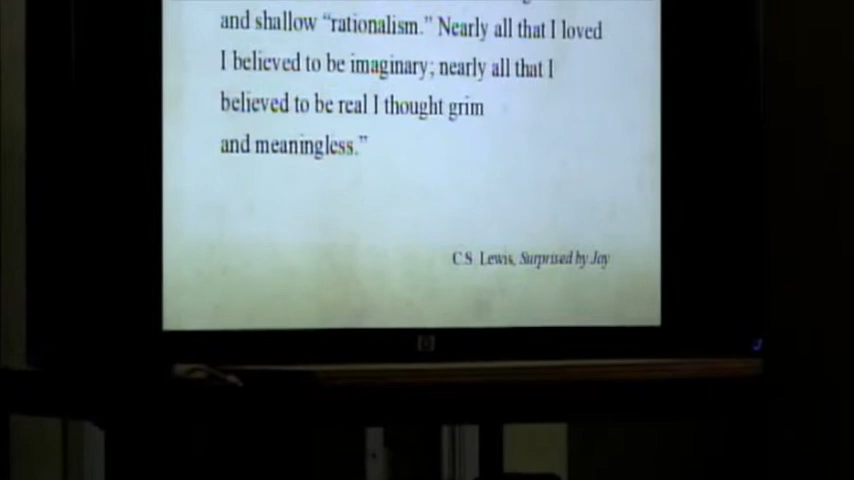 and shallow “rationalism.” Nearly all that I loved
I believed to be imaginary; nearly all that I
believed to be real I thought grim
and meaningless.”
C.S. Lewis, Surprised by Joy
hp